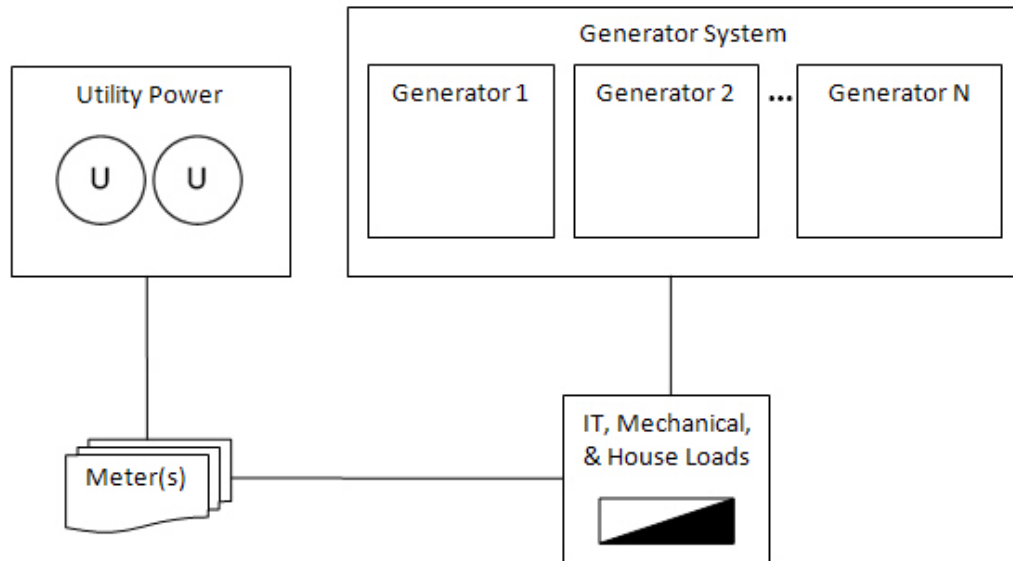 Generator System
Utility Power
U U
Generator 1
Generator 2
...
Generator N
IT, Mechanical,
& House Loads
Meter(s)